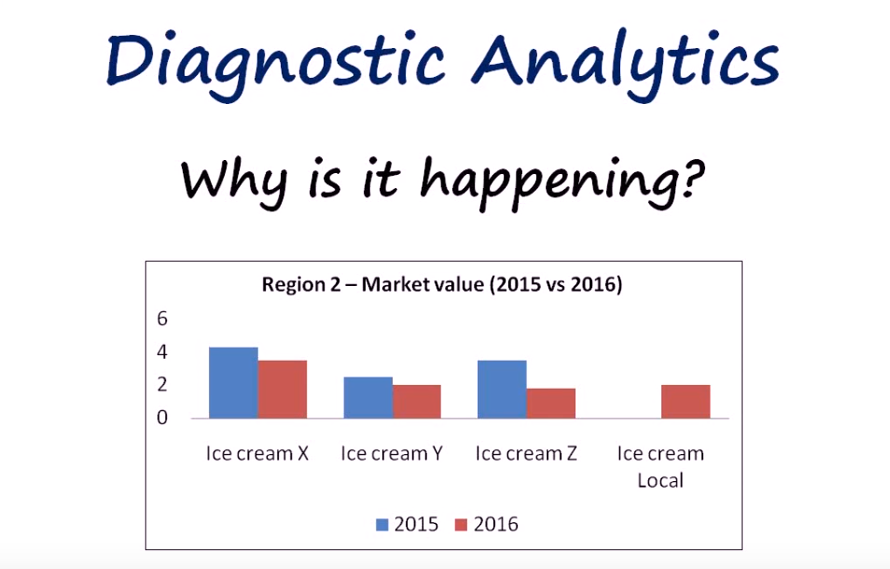 Diagnostic Analytics
Why is it happening?
Region 2 – Market value (2015 vs 2016)
6
4
2
0
Ice cream X
Ice cream Y
Ice cream Z
Ice cream
Local
2015
2016